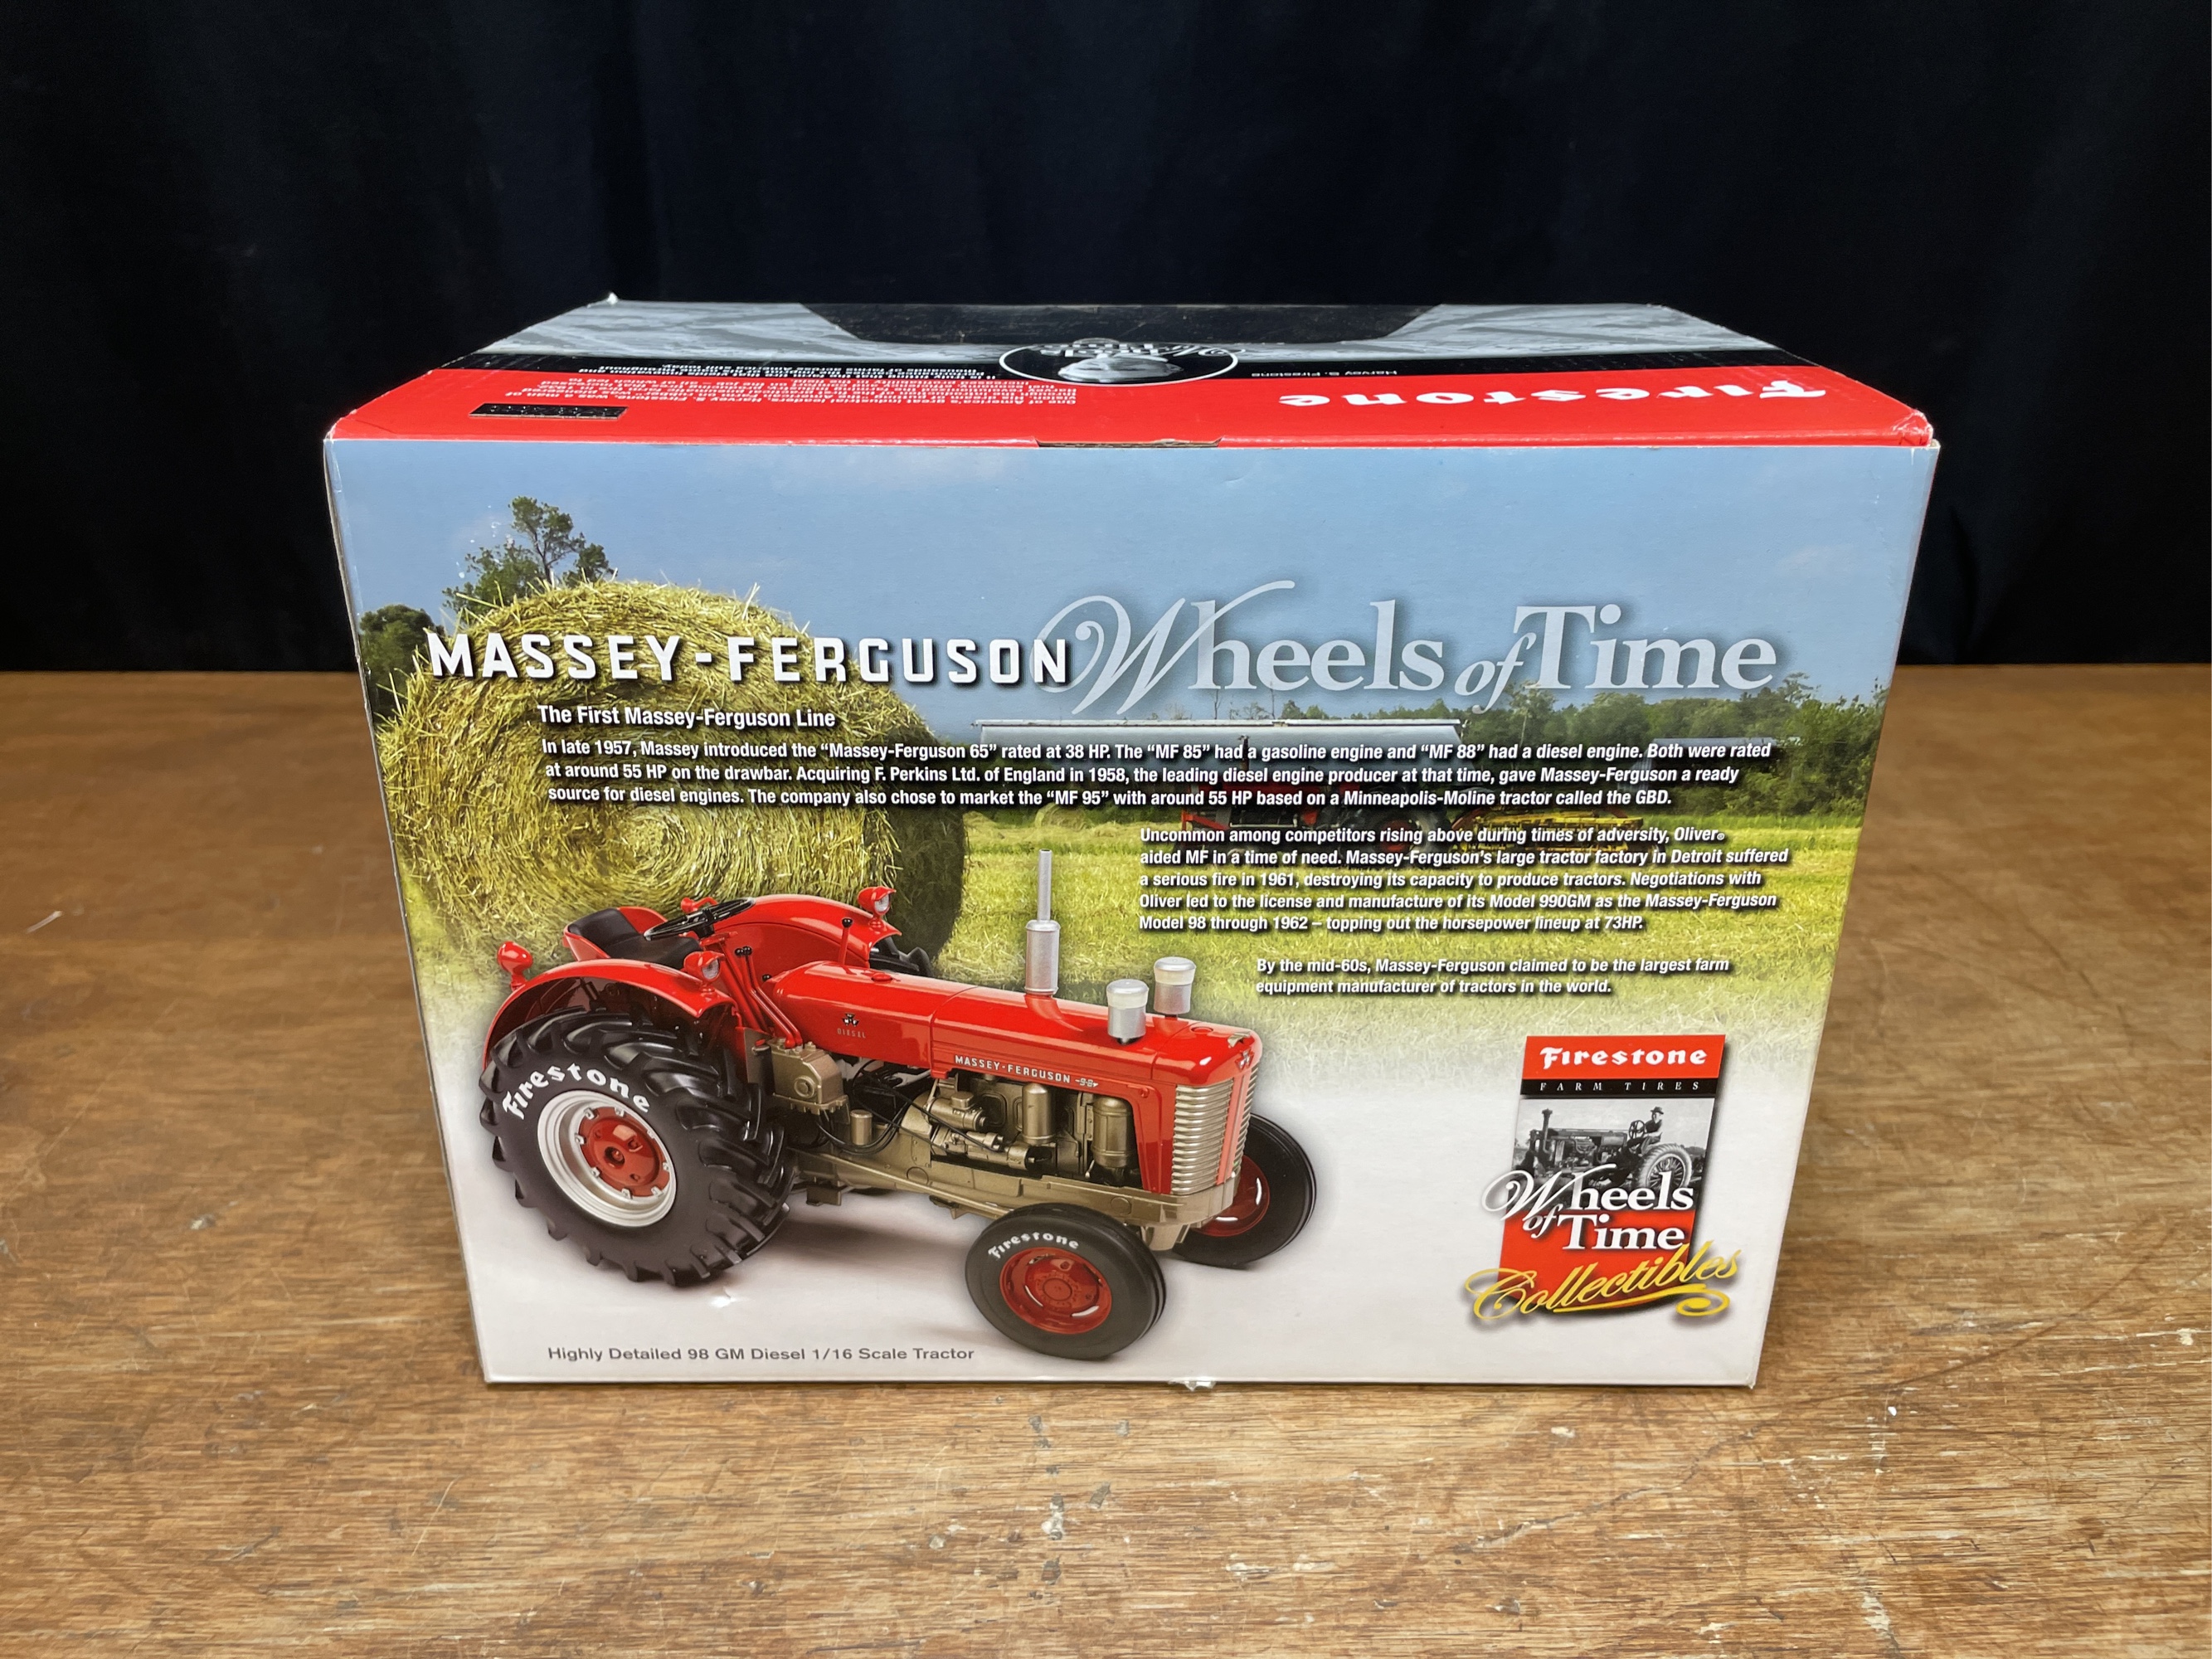 Firestone
Harvey S. Firestone
MASSEY-FERGUSON
Wheels of Time
The First Massey-Ferguson Line
In late 1957, Massey introduced the “Massey-Ferguson 65” rated at 38 HP. The “MF 85” had a gasoline engine and “MF 88” had a diesel engine. Both were rated
at around 55 HP on the drawbar. Acquiring F. Perkins Ltd. of England in 1958, the leading diesel engine producer at that time, gave Massey-Ferguson a ready
source for diesel engines. The company also chose to market the “MF 95” with around 55 HP based on a Minneapolis-Moline tractor called the GBD.
Uncommon among competitors rising above during times of adversity, Oliver®
aided MF in a time of need. Massey-Ferguson's large tractor factory in Detroit suffered
a serious fire in 1961, destroying its capacity to produce tractors. Negotiations with
Oliver led to the license and manufacture of its Model 990GM as the Massey-Ferguson
Model 98 through 1962 – topping out the horsepower lineup at 73HP.
By the mid-60s, Massey-Ferguson claimed to be the largest farm
equipment manufacturer of tractors in the world.
DIESEL
MASSEY-FERGUSON 98
Firestone
Firestone
Firestone
FARM TIRES
Wheels
of Time
Collectibles
Highly Detailed 98 GM Diesel 1/16 Scale Tractor